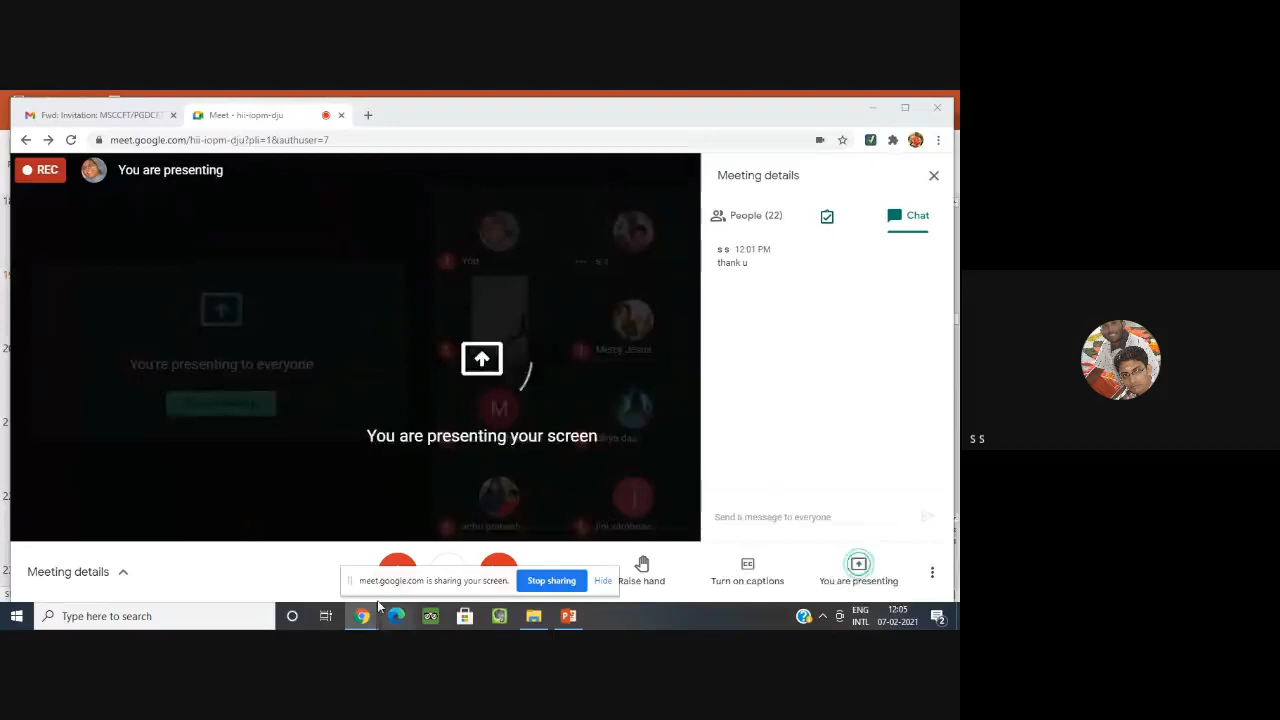 Fwd: Invitation: MSCCFT/PGDCF
Meet - hii-iopm-dju
meet.google.com/hii-iopm-dju?pli=1&authuser=7
REC
You are presenting
Meeting details
People (22)
Chat
s s 12:01 PM
thank u
You
s s
You're presenting to everyone
Mercy Jesus
M
You are presenting your screen
Send a message to everyone
Meeting details
meet.google.com is sharing your screen.
Stop sharing
Hide
Raise hand
CC
Turn on captions
You are presenting
Type here to search
ENG
INTL
12:05
07-02-2021
2
S S